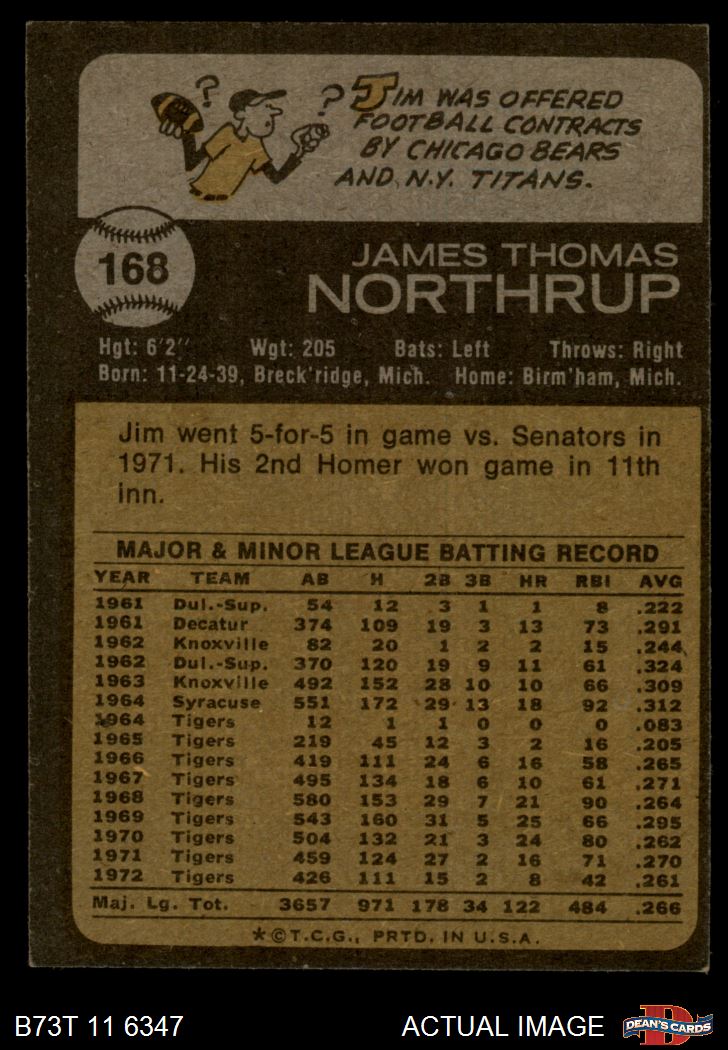 ? ? JIM WAS OFFERED
FOOTBALL CONTRACTS
BY CHICAGO BEARS
AND N.Y. TITANS.
168
JAMES THOMAS
NORTHRUP
Hgt: 6'2" Wgt: 205 Bats: Left Throws: Right
Born: 11-24-39, Breck'ridge, Mich. Home: Birm'ham, Mich.
Jim went 5-for-5 in game vs. Senators in
1971. His 2nd Homer won game in 11th
inn.
MAJOR & MINOR LEAGUE BATTING RECORD
YEAR TEAM AB H 2B 3B HR RBI AVG
1961 Dul.-Sup. 54 12 3 1 1 8 .222
1961 Decatur 374 109 19 3 13 73 .291
1962 Knoxville 82 20 1 2 2 15 .244
1962 Dul.-Sup. 370 120 19 9 11 61 .324
1963 Knoxville 492 152 28 10 10 66 .309
1964 Syracuse 551 172 29 13 18 92 .312
1964 Tigers 12 1 1 0 0 0 .083
1965 Tigers 219 45 12 3 2 16 .205
1966 Tigers 419 111 24 6 16 58 .265
1967 Tigers 495 134 18 6 10 61 .271
1968 Tigers 580 153 29 7 21 90 .264
1969 Tigers 543 160 31 5 25 66 .295
1970 Tigers 504 132 21 3 24 80 .262
1971 Tigers 459 124 27 2 16 71 .270
1972 Tigers 426 111 15 2 8 42 .261
Maj. Lg. Tot. 3657 971 178 34 122 484 .266
*©T.C.G., PRTD. IN U.S.A.
B73T 11 6347 ACTUAL IMAGE D DEAN'S CARDS